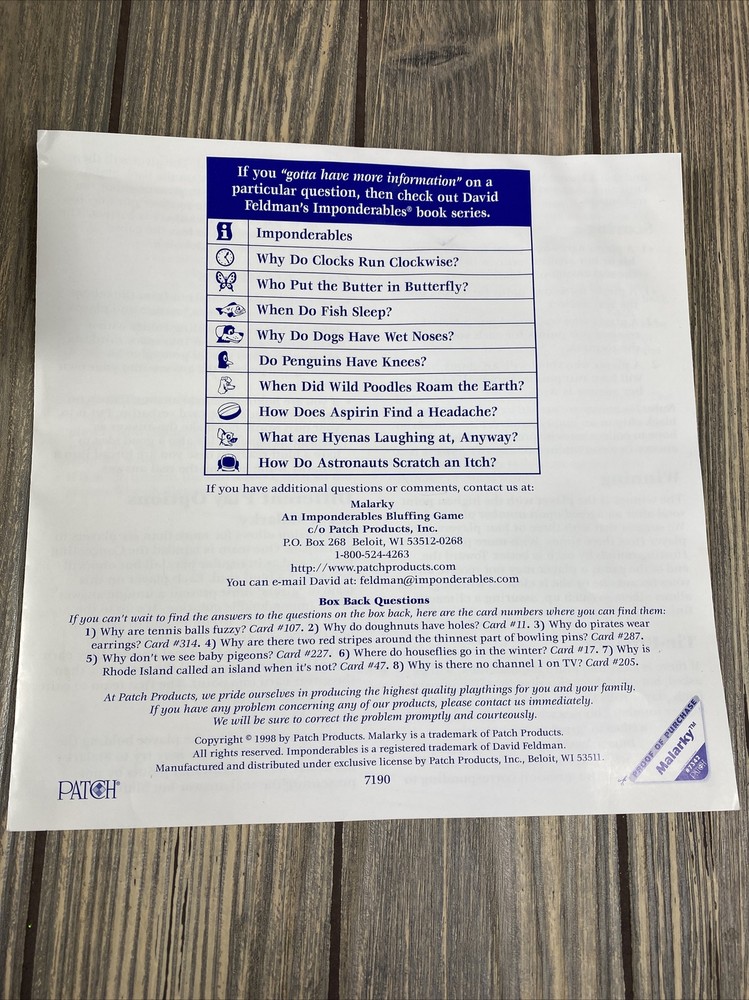 If you “gotta have more information” on a
particular question, then check out David
Feldman's Imponderables® book series.
Imponderables
Why Do Clocks Run Clockwise?
Who Put the Butter in Butterfly?
When Do Fish Sleep?
Why Do Dogs Have Wet Noses?
Do Penguins Have Knees?
When Did Wild Poodles Roam the Earth?
How Does Aspirin Find a Headache?
What are Hyenas Laughing at, Anyway?
How Do Astronauts Scratch an Itch?
If you have additional questions or comments, contact us at:
Malarky
An Imponderables Bluffing Game
c/o Patch Products, Inc.
P.O. Box 268 Beloit, WI 53512-0268
1-800-524-4263
http://www.patchproducts.com
You can e-mail David at: feldman@imponderables.com
Box Back Questions
If you can't wait to find the answers to the questions on the box back, here are the card numbers where you can find them:
1) Why are tennis balls fuzzy? Card #107. 2) Why do doughnuts have holes? Card #11. 3) Why do pirates wear
earrings? Card #314. 4) Why are there two red stripes around the thinnest part of bowling pins? Card #287.
5) Why don't we see baby pigeons? Card #227. 6) Where do houseflies go in the winter? Card #17. 7) Why is
Rhode Island called an island when it's not? Card #47. 8) Why is there no channel 1 on TV? Card #205.
At Patch Products, we pride ourselves in producing the highest quality playthings for you and your family.
If you have any problem concerning any of our products, please contact us immediately.
We will be sure to correct the problem promptly and courteously.
Copyright © 1998 by Patch Products. Malarky is a trademark of Patch Products.
All rights reserved. Imponderables is a registered trademark of David Feldman.
Manufactured and distributed under exclusive license by Patch Products, Inc., Beloit, WI 53511.
7190
PATCH®
PROOF OF PURCHASE
Malarky™